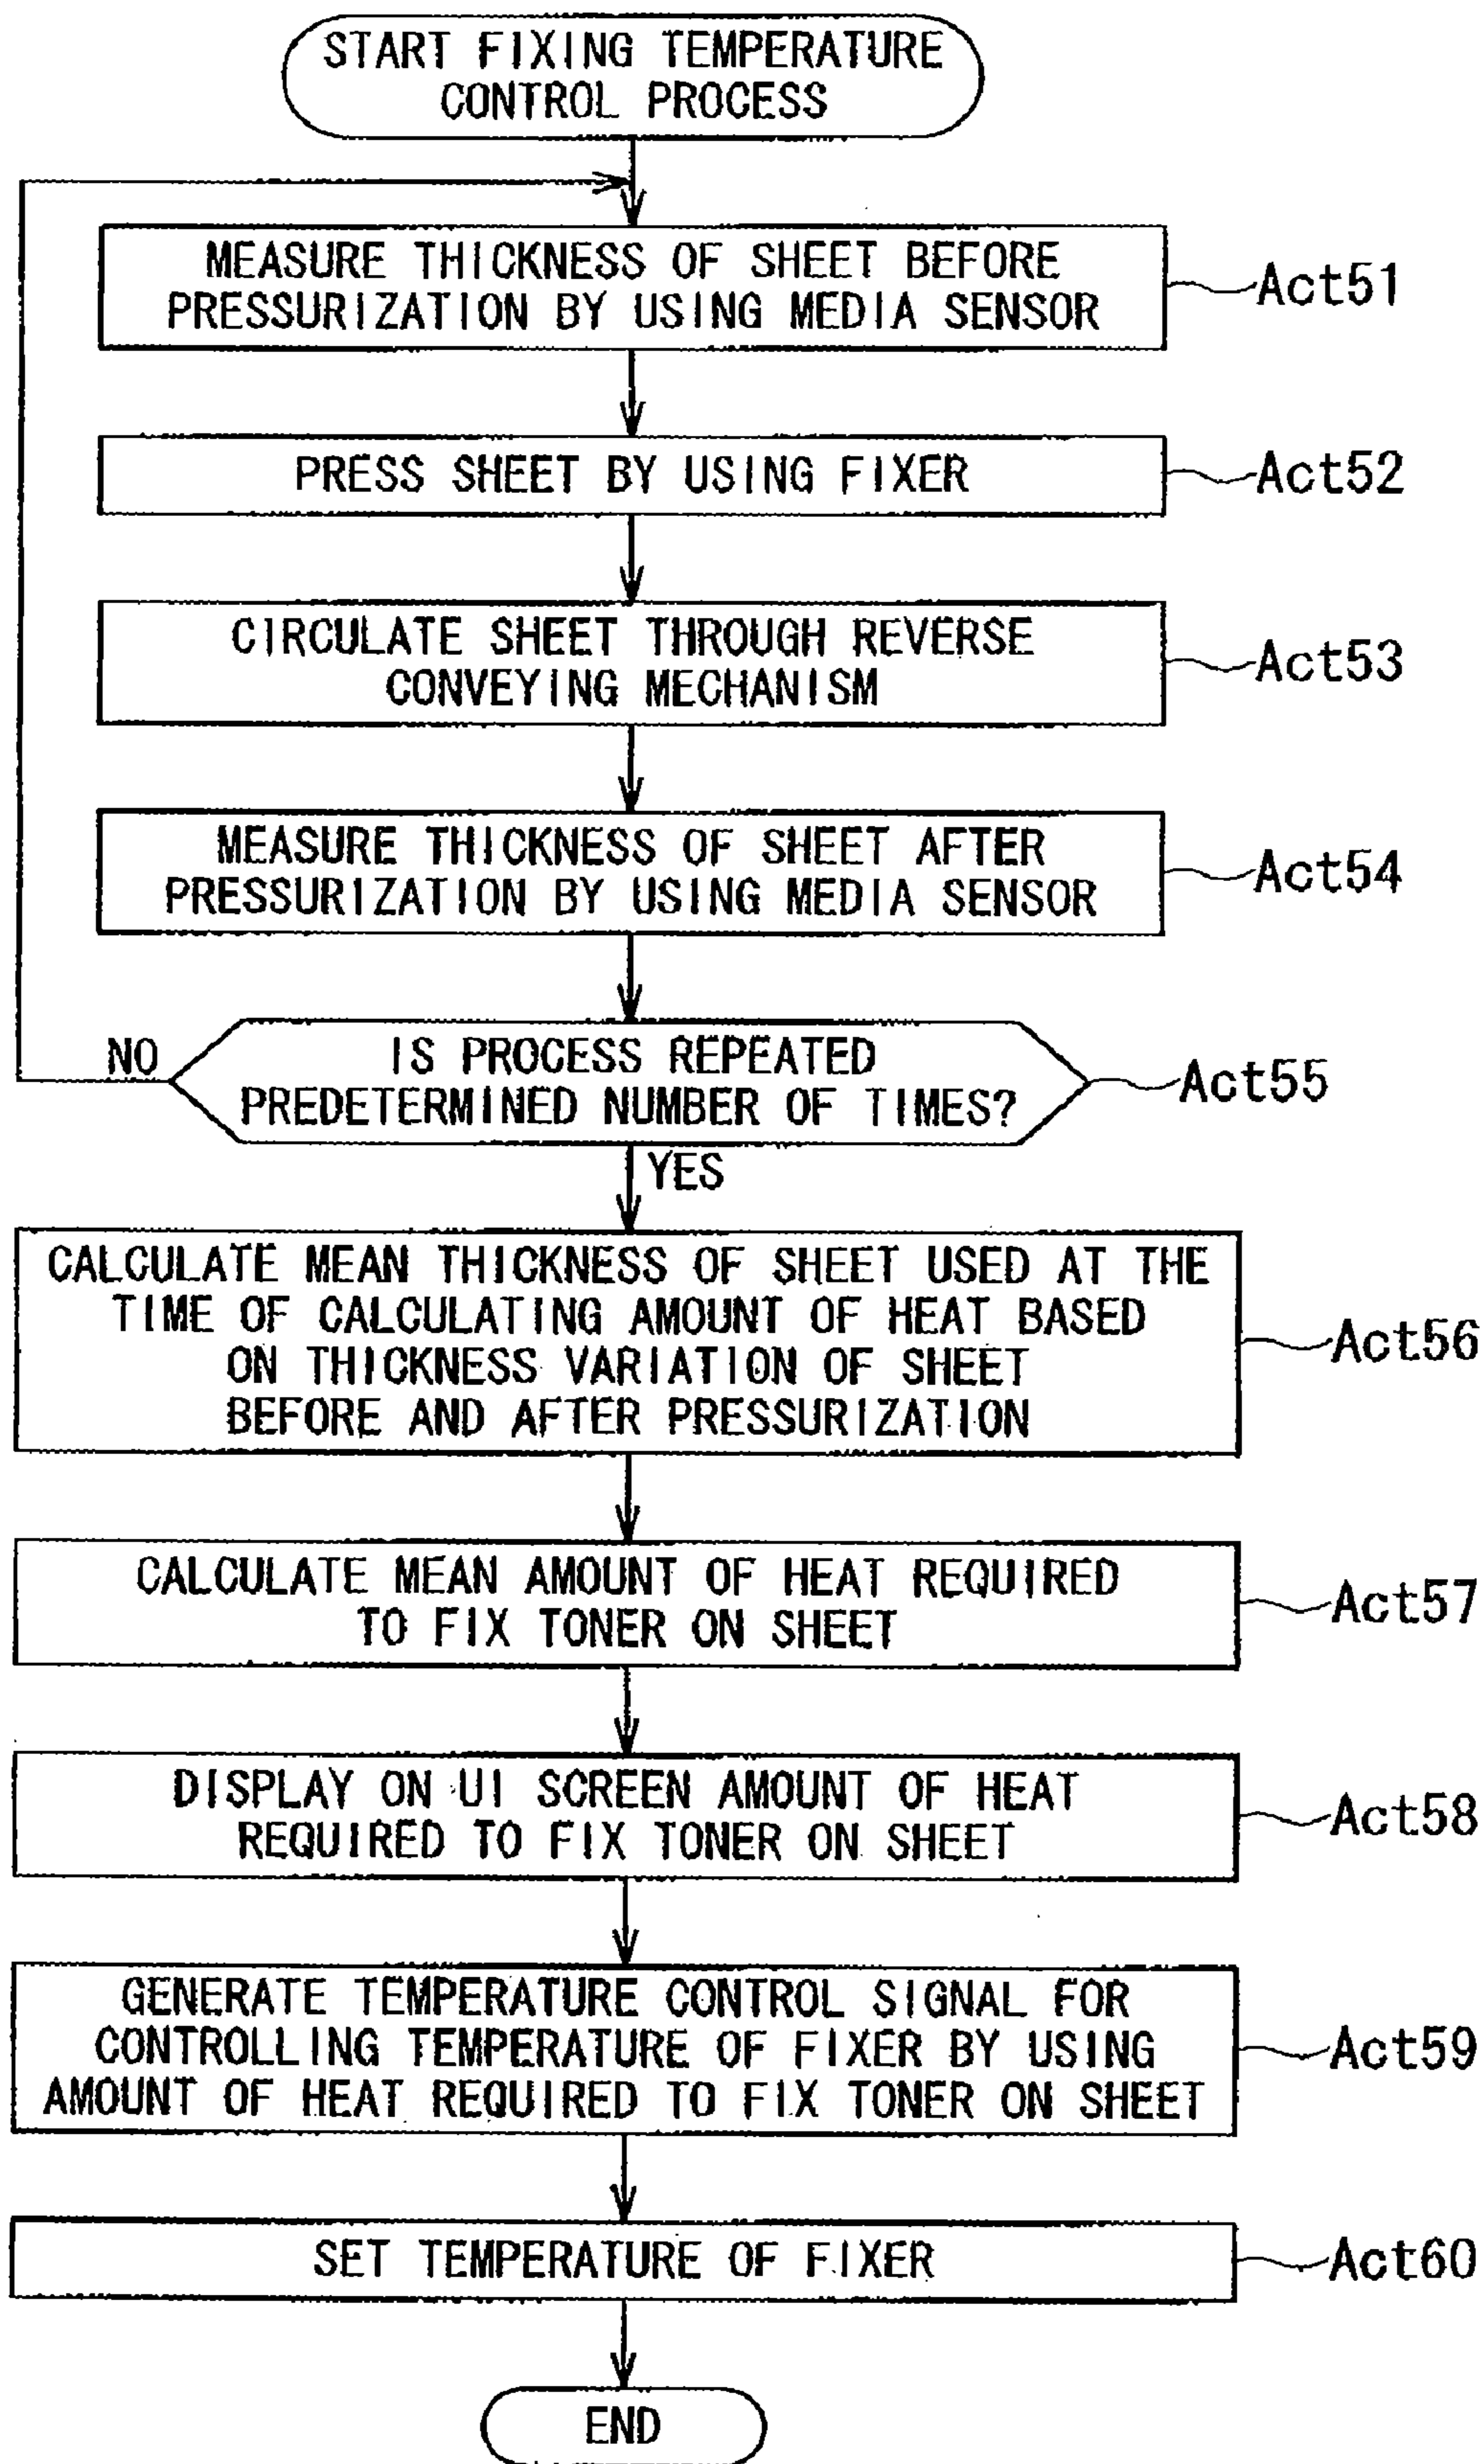 START FIXING TEMPERATURE
CONTROL PROCESS
MEASURE THICKNESS OF SHEET BEFORE
PRESSURIZATION BY USING MEDIA SENSOR
Act51
PRESS SHEET BY USING FIXER
Act52
CIRCULATE SHEET THROUGH REVERSE
CONVEYING MECHANISM
Act53
MEASURE THICKNESS OF SHEET AFTER
PRESSURIZATION BY USING MEDIA SENSOR
Act54
NO
IS PROCESS REPEATED
PREDETERMINED NUMBER OF TIMES?
Act55
YES
CALCULATE MEAN THICKNESS OF SHEET USED AT THE
TIME OF CALCULATING AMOUNT OF HEAT BASED
ON THICKNESS VARIATION OF SHEET
BEFORE AND AFTER PRESSURIZATION
Act56
CALCULATE MEAN AMOUNT OF HEAT REQUIRED
TO FIX TONER ON SHEET
Act57
DISPLAY ON UI SCREEN AMOUNT OF HEAT
REQUIRED TO FIX TONER ON SHEET
Act58
GENERATE TEMPERATURE CONTROL SIGNAL FOR
CONTROLLING TEMPERATURE OF FIXER BY USING
AMOUNT OF HEAT REQUIRED TO FIX TONER ON SHEET
Act59
SET TEMPERATURE OF FIXER
Act60
END